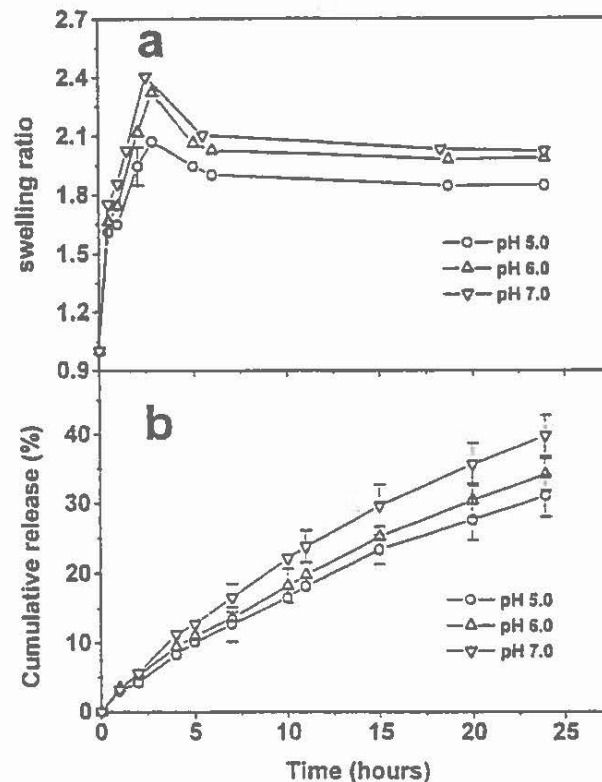 a
swelling ratio
2.7
2.4
2.1
1.8
1.5
1.2
0.9
pH 5.0
pH 6.0
pH 7.0
b
Cumulative release (%)
40
30
20
10
0
pH 5.0
pH 6.0
pH 7.0
0 5 10 15 20 25
Time (hours)